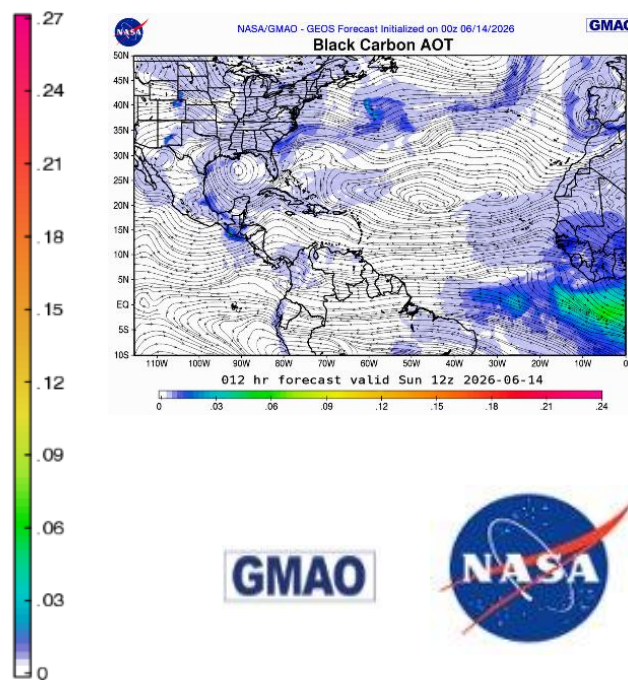 .27
.24
.21
.18
.15
.12
.09
.06
.03
0
NASA
NASA/GMAO - GEOS Forecast Initialized on 00z 06/14/2026
GMAO
Black Carbon AOT
50N
45N
40N
35N
30N
25N
20N
15N
10N
5N
EQ
5S
10S
110W 100W 90W 80W 70W 60W 50W 40W 30W 20W 10W 0
012 hr forecast valid Sun 12z 2026-06-14
0 .03 .06 .09 .12 .15 .18 .21 .24
GMAO
NASA